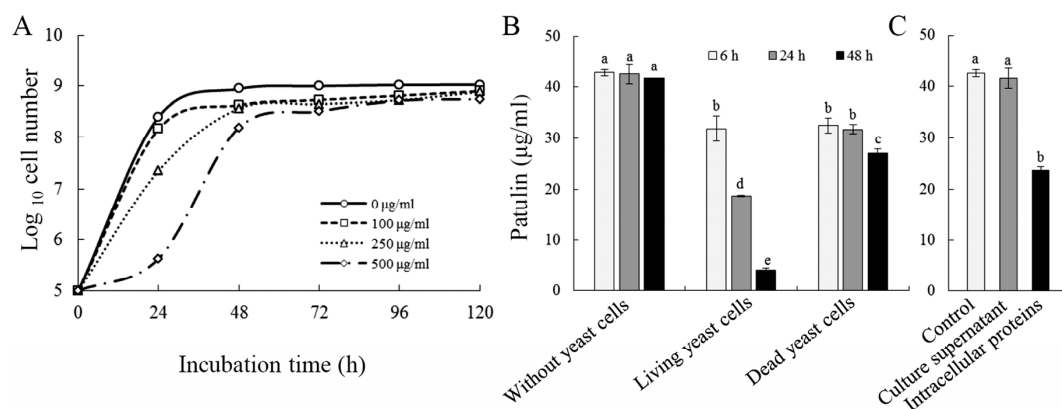 A
Log 10 cell number
9
8
7
6
5
0 24 48 72 96 120
Incubation time (h)
0 µg/ml
100 µg/ml
250 µg/ml
500 µg/ml
B
Patulin (µg/ml)
50
40
30
20
10
0
6 h 24 h 48 h
a a a
b d e
b b c
Without yeast cells
Living yeast cells
Dead yeast cells
C
50
40
30
20
10
0
a a b
Control
Culture supernatant
Intracellular proteins